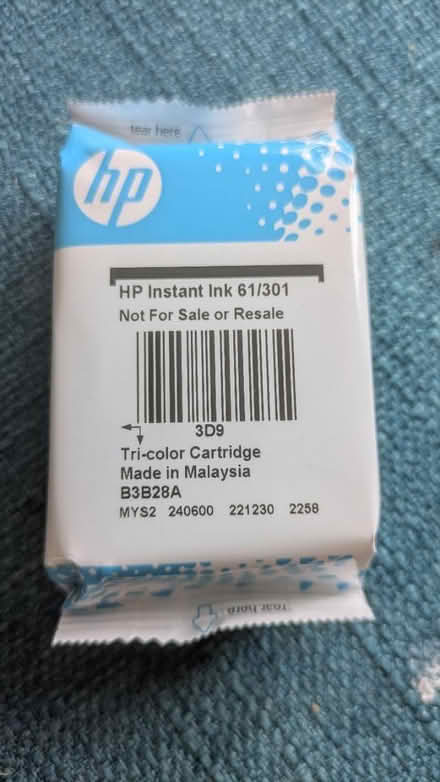 tear here
hp
HP Instant Ink 61/301
Not For Sale or Resale
3D9
Tri-color Cartridge
Made in Malaysia
B3B28A
MYS2 240600 221230 2258
Tear here